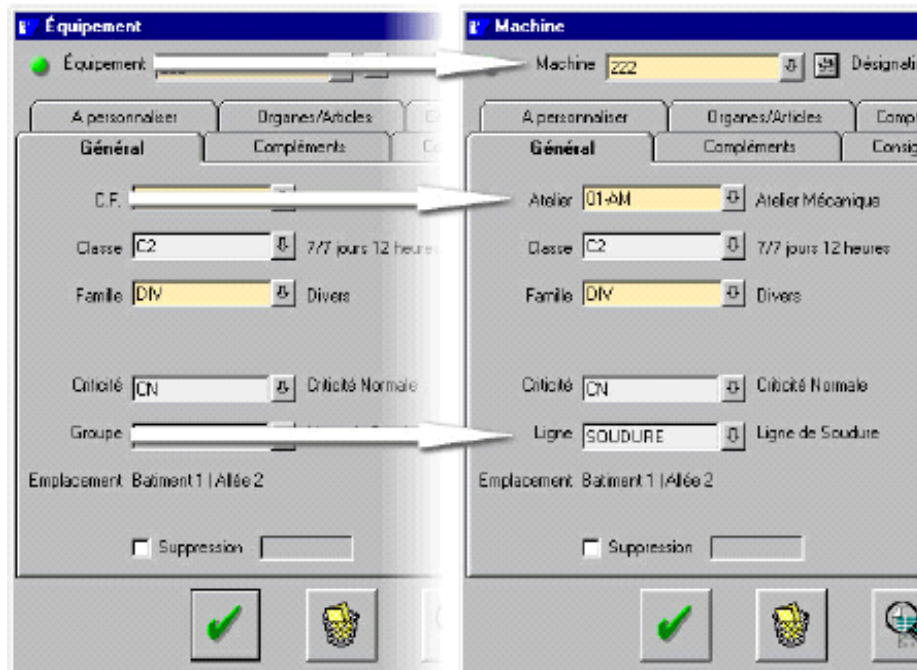 Équipement
Équipement
A personnaliser Organes/Articles
Général Compléments
C.F.
Classe C2 7/7 jours 12 heures
Famille DIV Divers
Criticité CN Criticité Normale
Groupe
Emplacement Batiment 1 | Allée 2
Suppression
Machine
Machine 222 Désignati
A personnaliser Organes/Articles Comp
Général Compléments Consig
Atelier 01-AM Atelier Mécanique
Classe C2 7/7 jours 12 heures
Famille DIV Divers
Criticité CN Criticité Normale
Ligne SOUDURE Ligne de Soudure
Emplacement Batiment 1 | Allée 2
Suppression